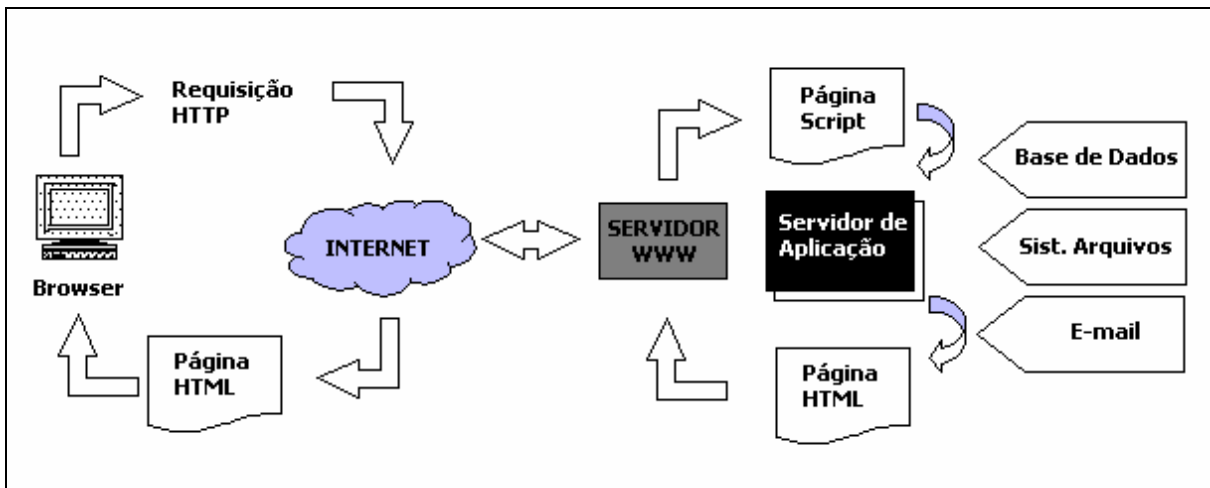 Requisição
HTTP
Browser
Página
HTML
INTERNET
SERVIDOR
WWW
Página
Script
Servidor de
Aplicação
Página
HTML
Base de Dados
Sist. Arquivos
E-mail